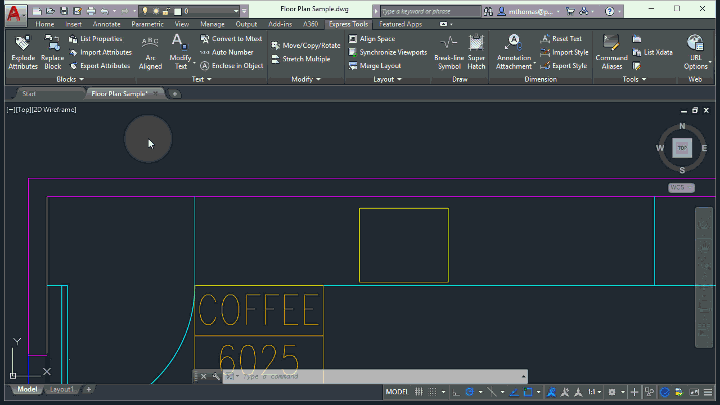 Floor Plan Sample.dwg
Type a keyword or phrase
mthomas@p...
0
Home Insert Annotate Parametric View Manage Output Add-ins A360 Express Tools Featured Apps
Explode Attributes
Replace Block
List Properties
Import Attributes
Export Attributes
Blocks
ABC
Arc Aligned
Modify Text
Convert to Mtext
Auto Number
Enclose in Object
Text
Move/Copy/Rotate
Stretch Multiple
Modify
Align Space
Synchronize Viewports
Merge Layout
Layout
Break-line Symbol
Super Hatch
Draw
Annotation Attachment
Reset Text
Import Style
Export Style
Dimension
Command Aliases
List Xdata
Tools
URL Options
Web
Start
Floor Plan Sample*
[−][Top][2D Wireframe]
N
W TOP E
S
WCS
COFFEE
6025
Y
X
Type a command
Model Layout1 +
MODEL
1:1